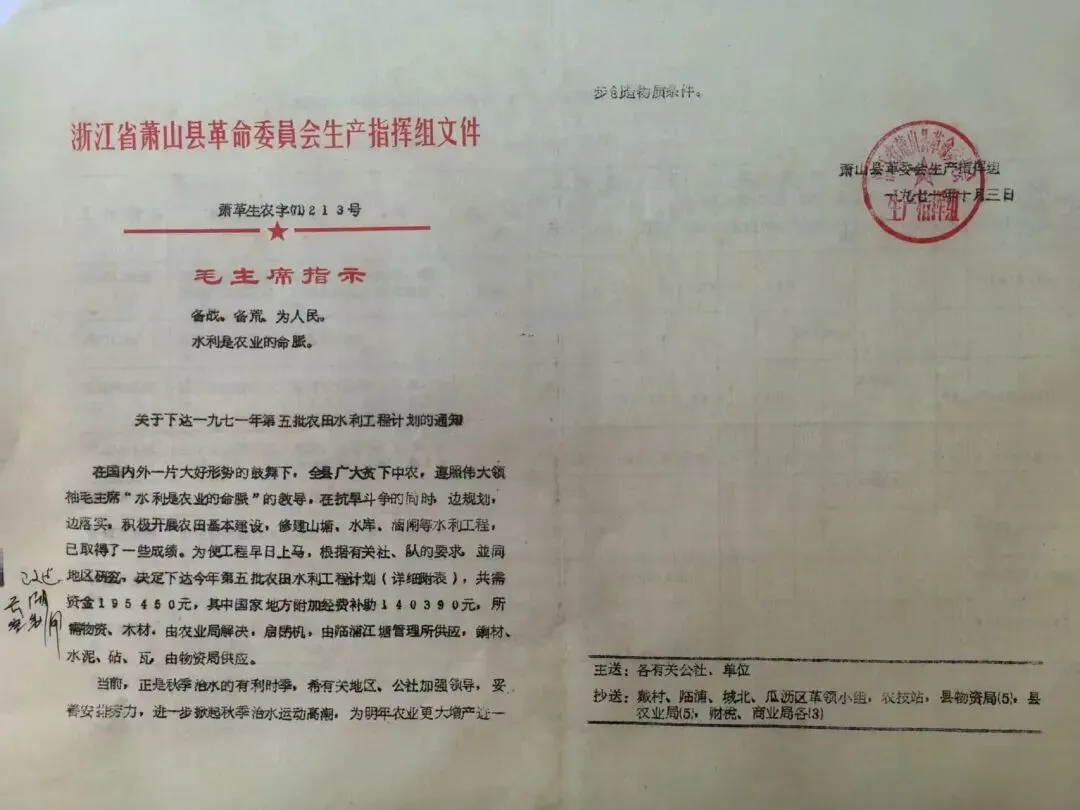 浙江省萧山县革命委員会生产指挥组文件
萧革生农字(71)213号
毛主席指示
备战、备荒、为人民。
水利是农业的命脈。
关于下达一九七一年第五批农田水利工程计划的通知
在国内外一片大好形势的鼓舞下，全县广大贫下中农，遵照伟大领
袖毛主席“水利是农业的命脈”的教导，在抗旱斗争的同时，边规划，
边落实，积极开展农田基本建设，修建山塘、水库、涵闸等水利工程，
已取得了一些成绩。为使工程早日上马，根据有关社、队的要求，並同
地区研究，决定下达今年第五批农田水利工程计划（详细附表），共需
资金195460元，其中国家地方附加经费补助140390元，所
需物资、木材，由农业局解决，启闭机，由临浦江塘管理所供应，鋼材、
水泥、砖、瓦，由物资局供应。
当前，正是秋季治水的有利时季，希有关地区、公社加强领导，妥
善安排劳力，进一步掀起秋季治水运动高潮，为明年农业更大增产进一
步创造物质条件。
萧山县革委会生产指挥组
一九七一年十月三日
生产指挥组
主送：各有关公社、单位
抄送：戴村、临浦、城北、瓜沥区革领小组，农技站，县物资局(5)，县
农业局(5)，财税、商业局各(3)